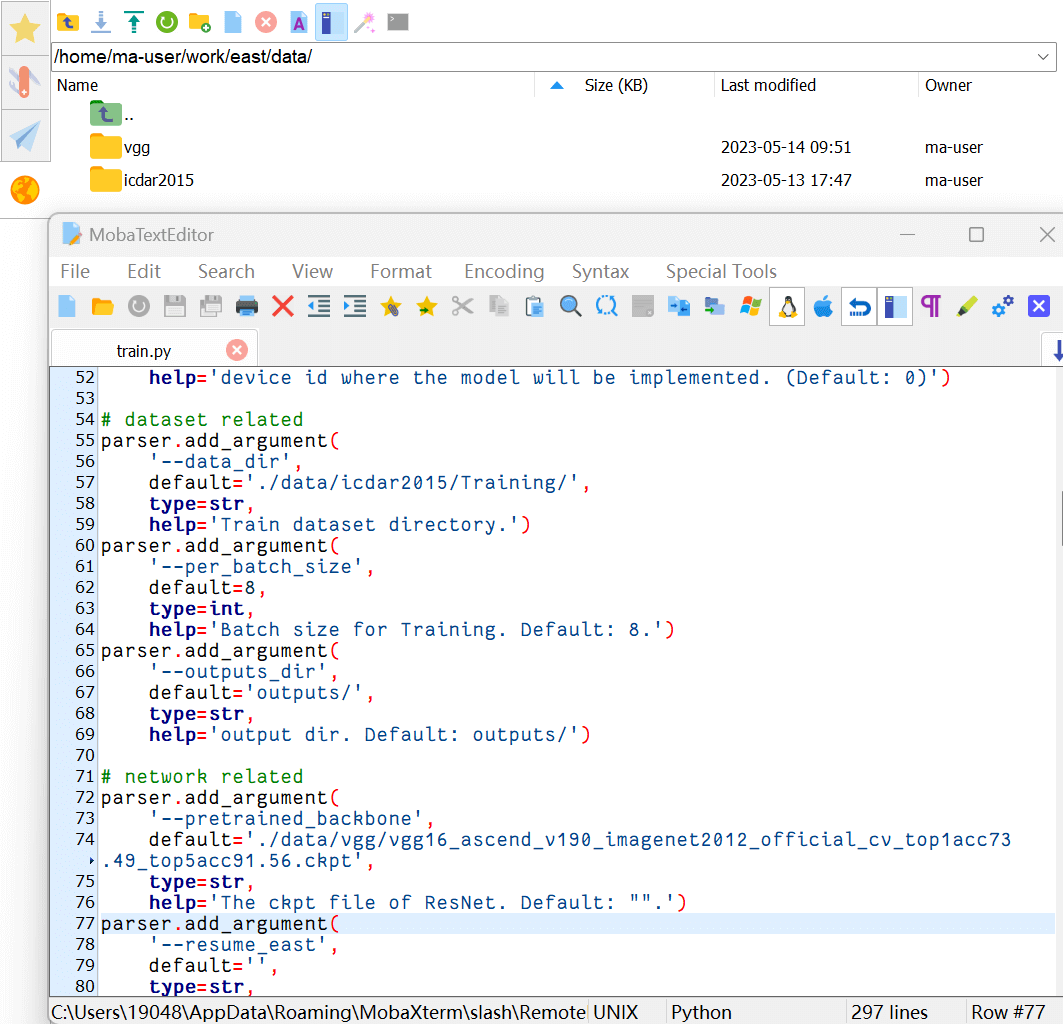 /home/ma-user/work/east/data/
Name Size (KB) Last modified Owner
..
vgg 2023-05-14 09:51 ma-user
icdar2015 2023-05-13 17:47 ma-user
MobaTextEditor
File Edit Search View Format Encoding Syntax Special Tools
train.py
52 help='device id where the model will be implemented. (Default: 0)')
53
54 # dataset related
55 parser.add_argument(
56 '--data_dir',
57 default='./data/icdar2015/Training/',
58 type=str,
59 help='Train dataset directory.')
60 parser.add_argument(
61 '--per_batch_size',
62 default=8,
63 type=int,
64 help='Batch size for Training. Default: 8.')
65 parser.add_argument(
66 '--outputs_dir',
67 default='outputs/',
68 type=str,
69 help='output dir. Default: outputs/')
70
71 # network related
72 parser.add_argument(
73 '--pretrained_backbone',
74 default='./data/vgg/vgg16_ascend_v190_imagenet2012_official_cv_top1acc73
.49_top5acc91.56.ckpt',
75 type=str,
76 help='The ckpt file of ResNet. Default: "".')
77 parser.add_argument(
78 '--resume_east',
79 default='',
80 type=str,
C:\Users\19048\AppData\Roaming\MobaXterm\slash\Remote UNIX Python 297 lines Row #77